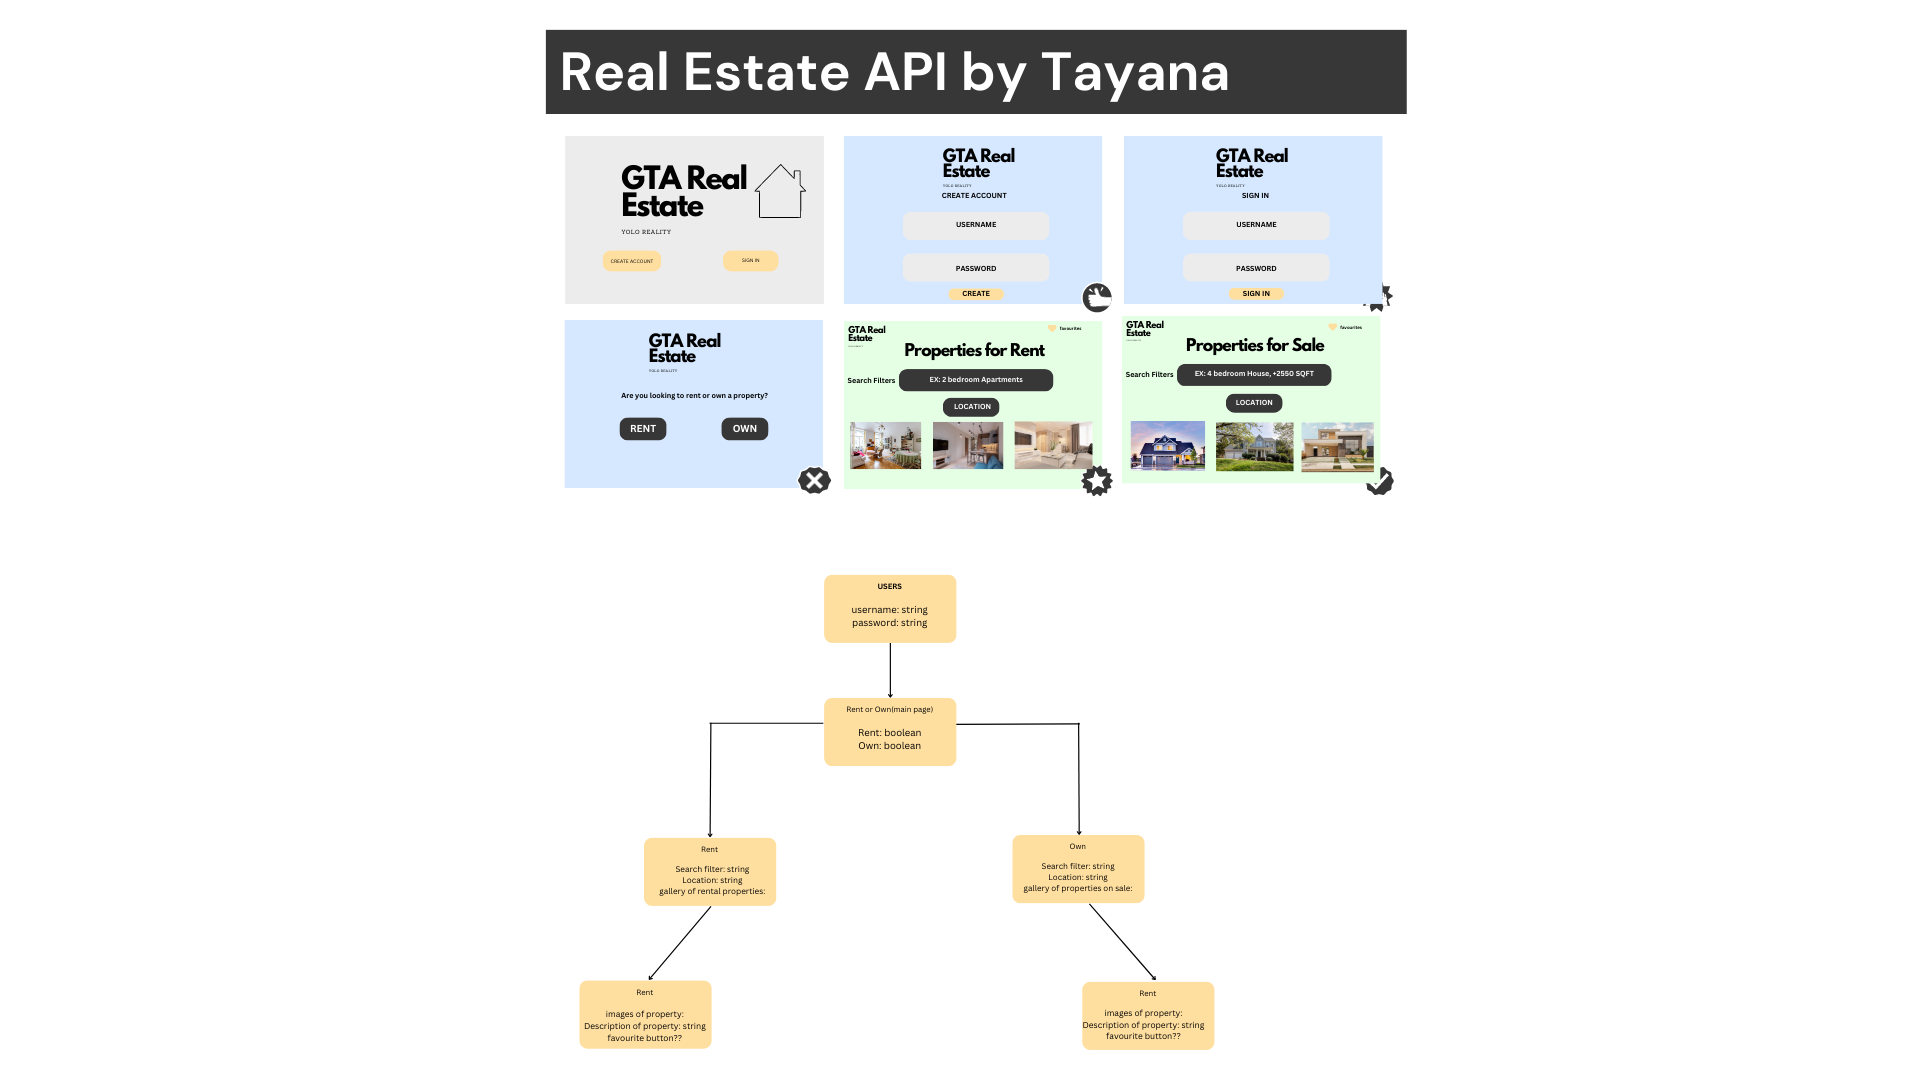 Real Estate API by Tayana
GTA Real
Estate
YOLO REALITY
CREATE ACCOUNT
SIGN IN
GTA Real
Estate
YOLO REALITY
CREATE ACCOUNT
USERNAME
PASSWORD
CREATE
GTA Real
Estate
YOLO REALITY
SIGN IN
USERNAME
PASSWORD
SIGN IN
GTA Real
Estate
YOLO REALITY
Are you looking to rent or own a property?
RENT
OWN
GTA Real
Estate
favourites
Properties for Rent
Search Filters
EX: 2 bedroom Apartments
LOCATION
GTA Real
Estate
favourites
Properties for Sale
Search Filters
EX: 4 bedroom House, +2550 SQFT
LOCATION
USERS
username: string
password: string
Rent or Own(main page)
Rent: boolean
Own: boolean
Rent
Search filter: string
Location: string
gallery of rental properties:
Own
Search filter: string
Location: string
gallery of properties on sale:
Rent
images of property:
Description of property: string
favourite button??
Rent
images of property:
Description of property: string
favourite button??